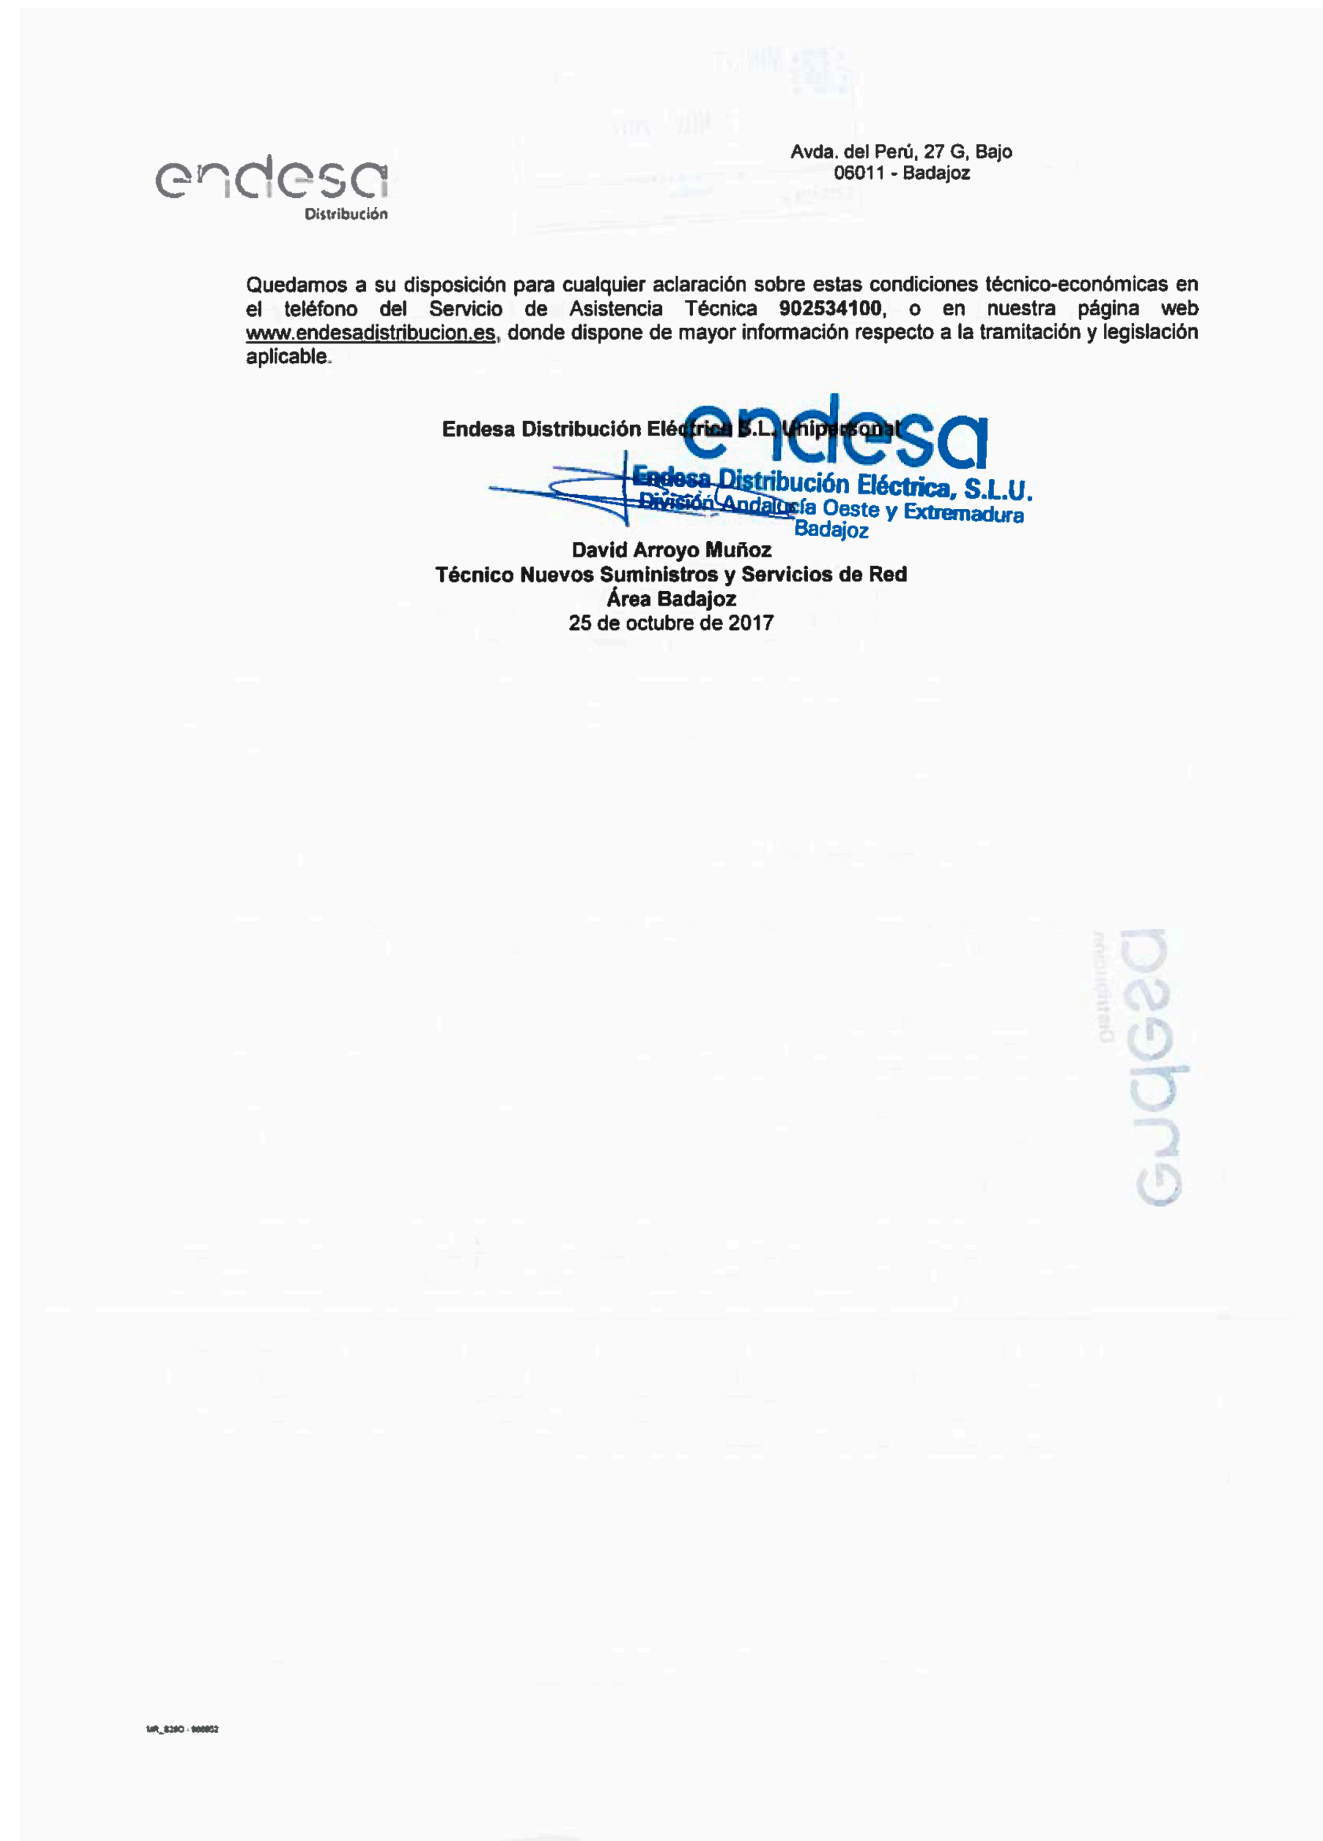 endesa
Distribución
Avda. del Perú, 27 G, Bajo
06011 - Badajoz
Quedamos a su disposición para cualquier aclaración sobre estas condiciones técnico-económicas en
el teléfono del Servicio de Asistencia Técnica 902534100, o en nuestra página web
www.endesadistribucion.es, donde dispone de mayor información respecto a la tramitación y legislación
aplicable.
Endesa Distribución Eléctrica S.L. Unipersonal
endesa
Endesa Distribución Eléctrica, S.L.U.
División Andalucía Oeste y Extremadura
Badajoz
David Arroyo Muñoz
Técnico Nuevos Suministros y Servicios de Red
Área Badajoz
25 de octubre de 2017
Distribución
endesa